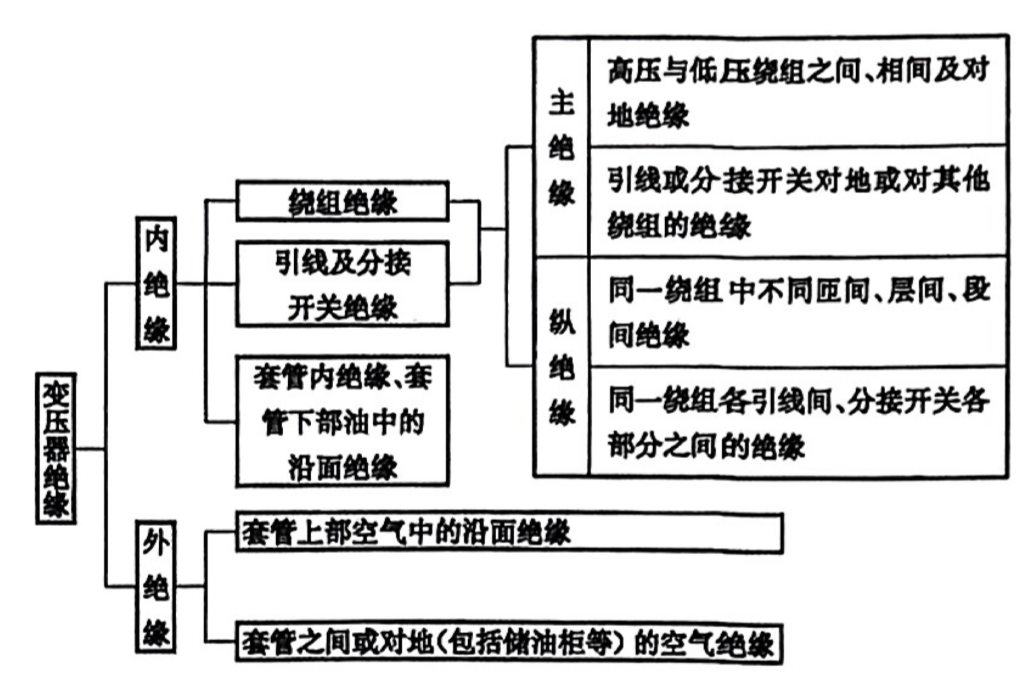 变压器绝缘
内绝缘
绕组绝缘
引线及分接
开关绝缘
套管内绝缘、套
管下部油中的
沿面绝缘
主绝缘
高压与低压绕组之间、相间及对
地绝缘
引线或分接开关对地或对其他
绕组的绝缘
纵绝缘
同一绕组中不同匝间、层间、段
间绝缘
同一绕组各引线间、分接开关各
部分之间的绝缘
外绝缘
套管上部空气中的沿面绝缘
套管之间或对地(包括储油柜等)的空气绝缘